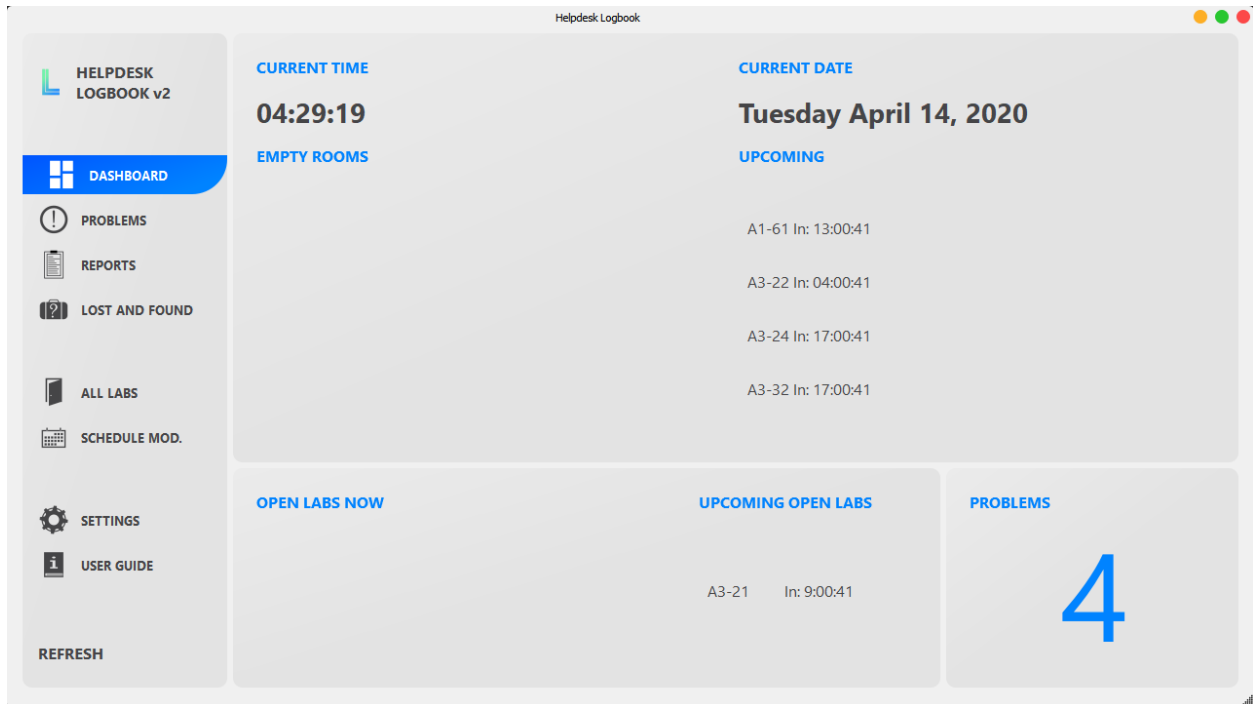 Helpdesk Logbook
HELPDESK
LOGBOOK v2
DASHBOARD
PROBLEMS
REPORTS
LOST AND FOUND
ALL LABS
SCHEDULE MOD.
SETTINGS
USER GUIDE
REFRESH
CURRENT TIME
04:29:19
EMPTY ROOMS
CURRENT DATE
Tuesday April 14, 2020
UPCOMING
A1-61 In: 13:00:41
A3-22 In: 04:00:41
A3-24 In: 17:00:41
A3-32 In: 17:00:41
OPEN LABS NOW
UPCOMING OPEN LABS
A3-21 In: 9:00:41
PROBLEMS
4